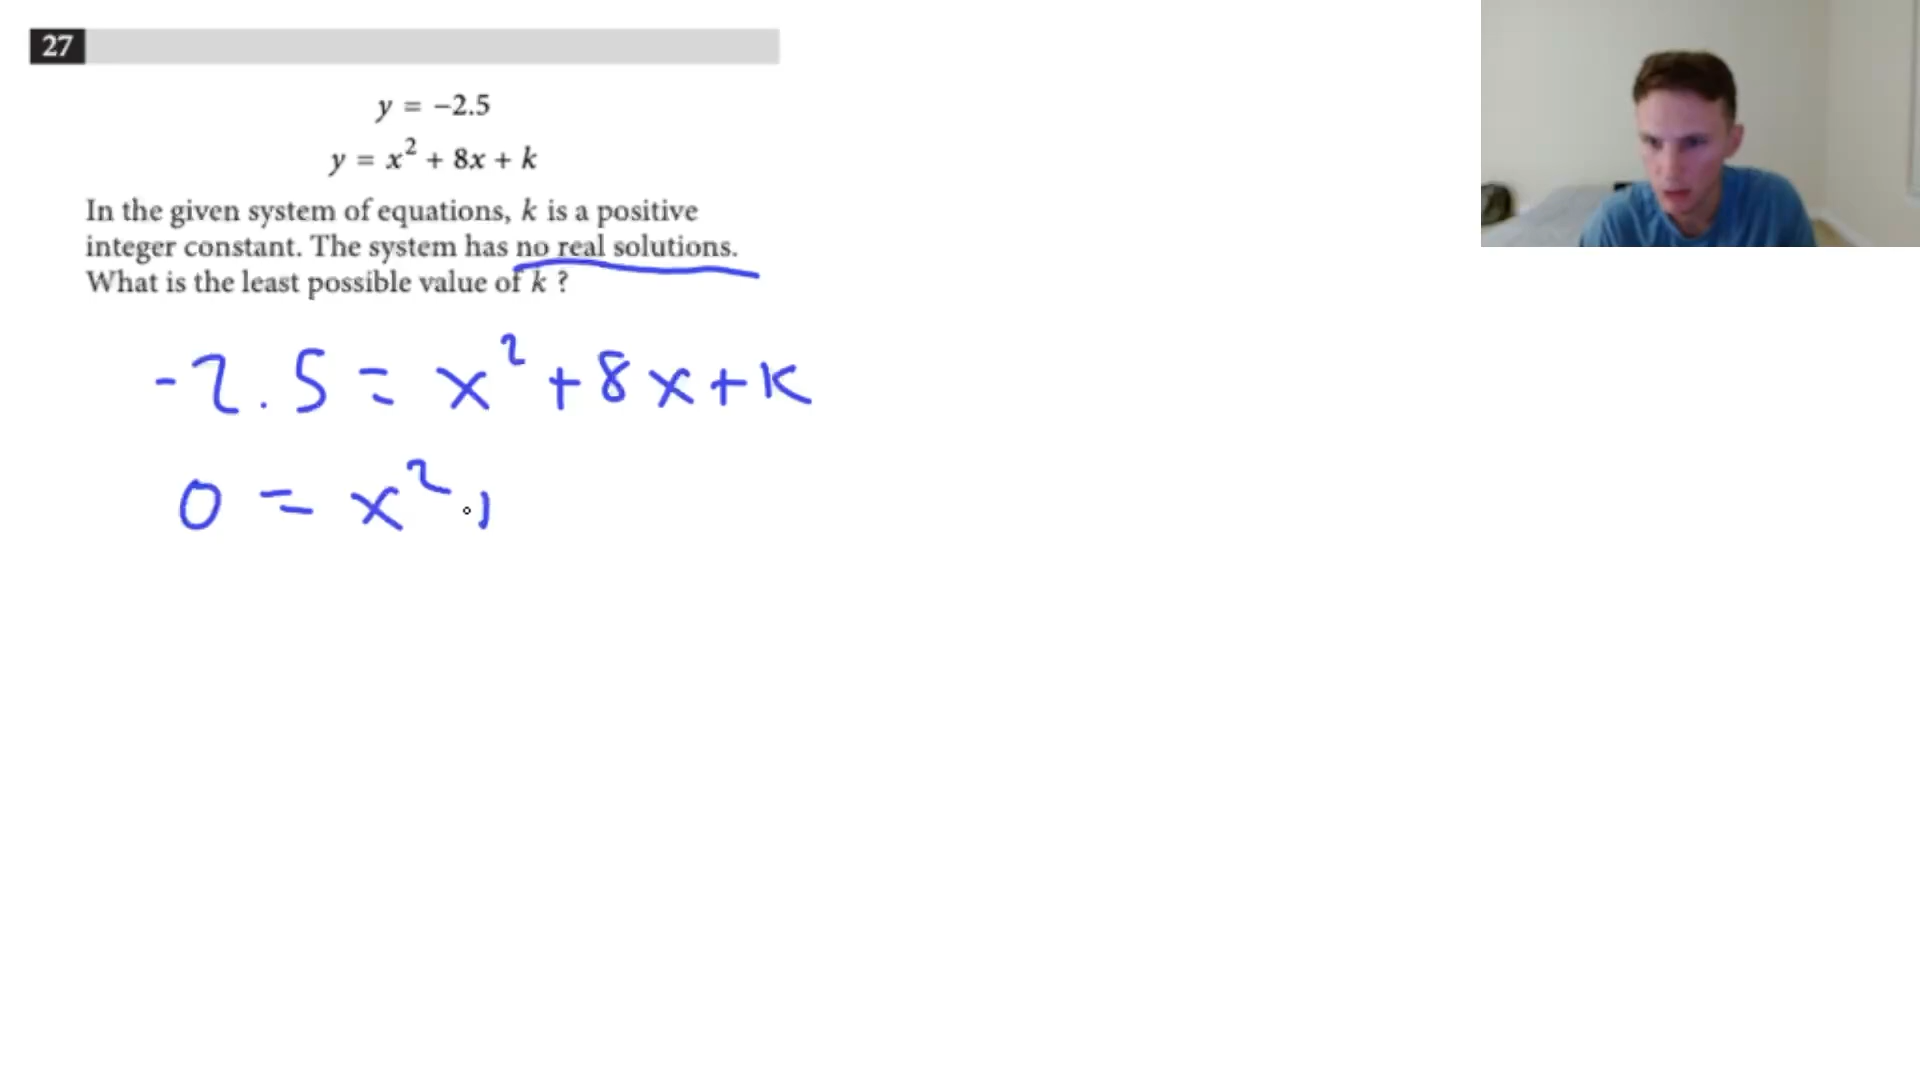 27
y = −2.5
y = x² + 8x + k
In the given system of equations, k is a positive
integer constant. The system has no real solutions.
What is the least possible value of k ?
-2.5 = x² + 8x + k
0 = x²